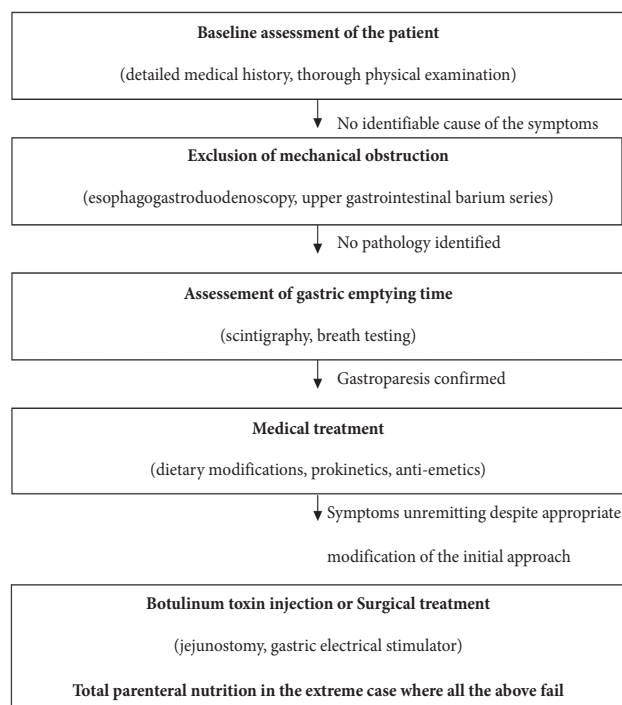 Baseline assessment of the patient
(detailed medical history, thorough physical examination)
No identifiable cause of the symptoms
Exclusion of mechanical obstruction
(esophagogastroduodenoscopy, upper gastrointestinal barium series)
No pathology identified
Assessment of gastric emptying time
(scintigraphy, breath testing)
Gastroparesis confirmed
Medical treatment
(dietary modifications, prokinetics, anti-emetics)
Symptoms unremitting despite appropriate
modification of the initial approach
Botulinum toxin injection or Surgical treatment
(jejunostomy, gastric electrical stimulator)
Total parenteral nutrition in the extreme case where all the above fail